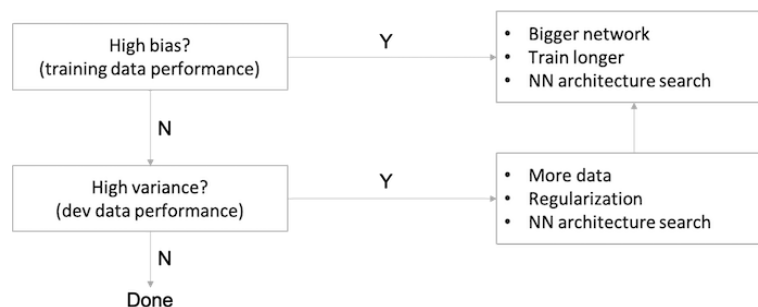 High bias?
(training data performance)
Y
• Bigger network
• Train longer
• NN architecture search
N
High variance?
(dev data performance)
Y
• More data
• Regularization
• NN architecture search
N
Done